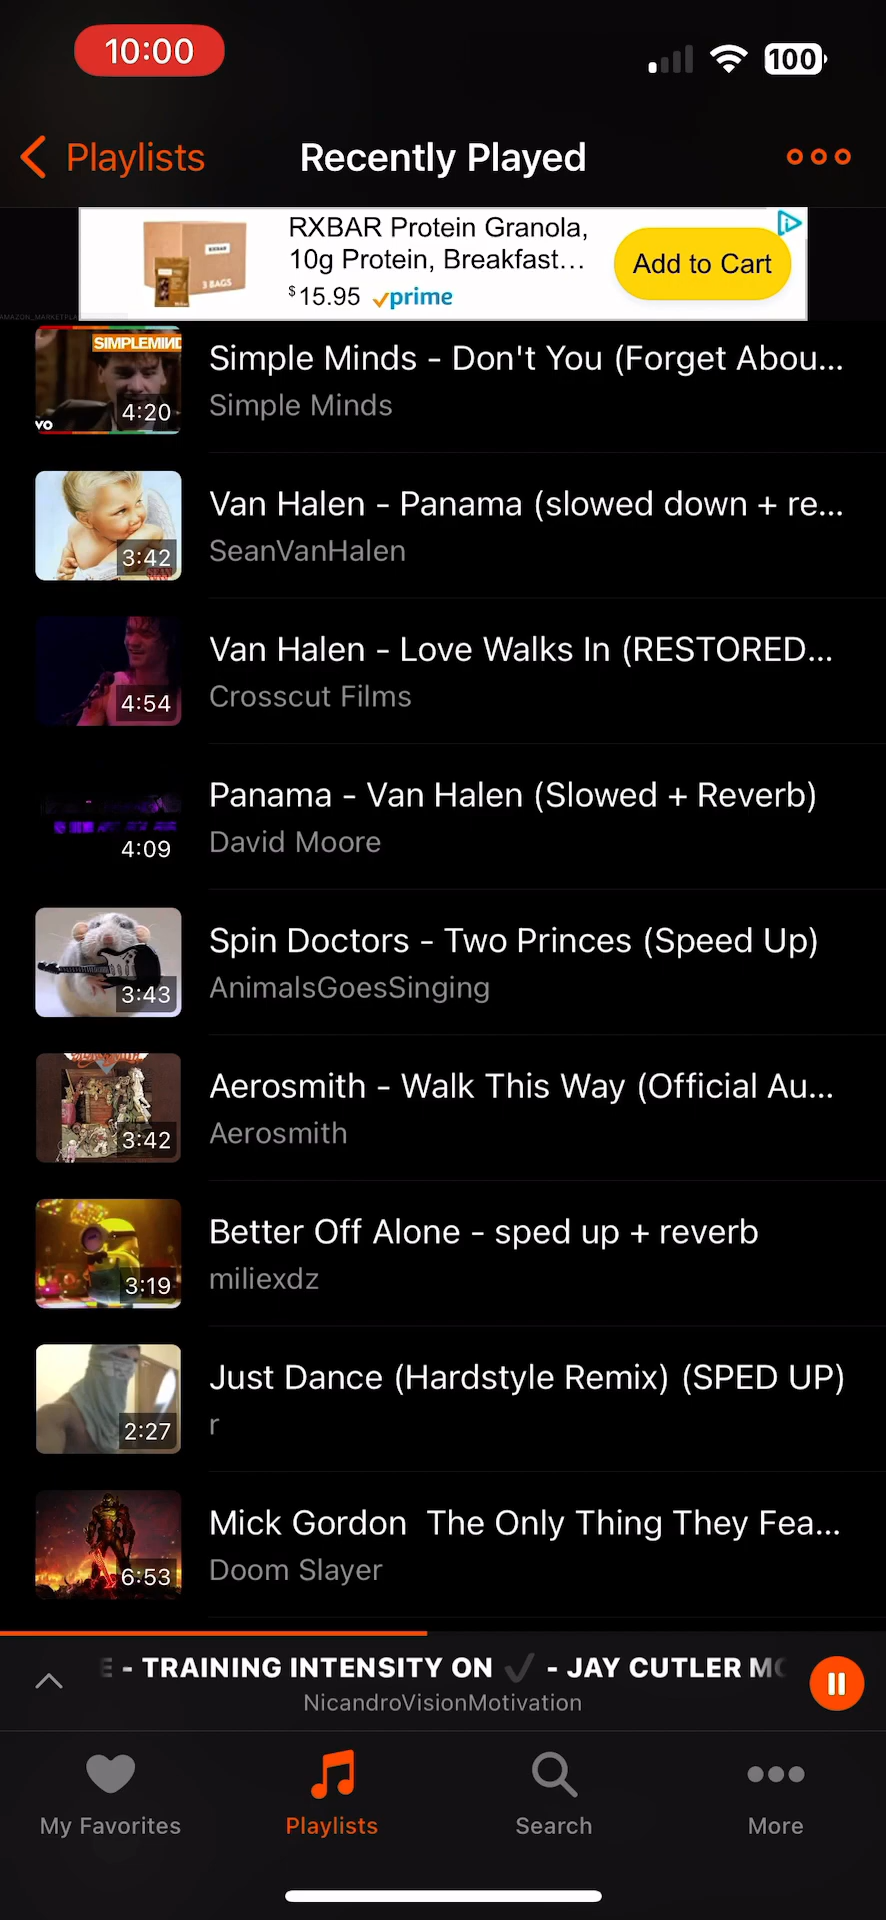 10:00
100
Playlists
Recently Played
RXBAR Protein Granola,
10g Protein, Breakfast...
$15.95 prime
Add to Cart
RXBAR
3 BAGS
SIMPLEMIND
vo
4:20
Simple Minds - Don't You (Forget Abou...
Simple Minds
3:42
Van Halen - Panama (slowed down + re...
SeanVanHalen
4:54
Van Halen - Love Walks In (RESTORED...
Crosscut Films
4:09
Panama - Van Halen (Slowed + Reverb)
David Moore
3:43
Spin Doctors - Two Princes (Speed Up)
AnimalsGoesSinging
3:42
Aerosmith - Walk This Way (Official Au...
Aerosmith
3:19
Better Off Alone - sped up + reverb
miliexdz
2:27
Just Dance (Hardstyle Remix) (SPED UP)
r
6:53
Mick Gordon  The Only Thing They Fea...
Doom Slayer
E - TRAINING INTENSITY ON ✔ - JAY CUTLER MO
NicandroVisionMotivation
My Favorites
Playlists
Search
More